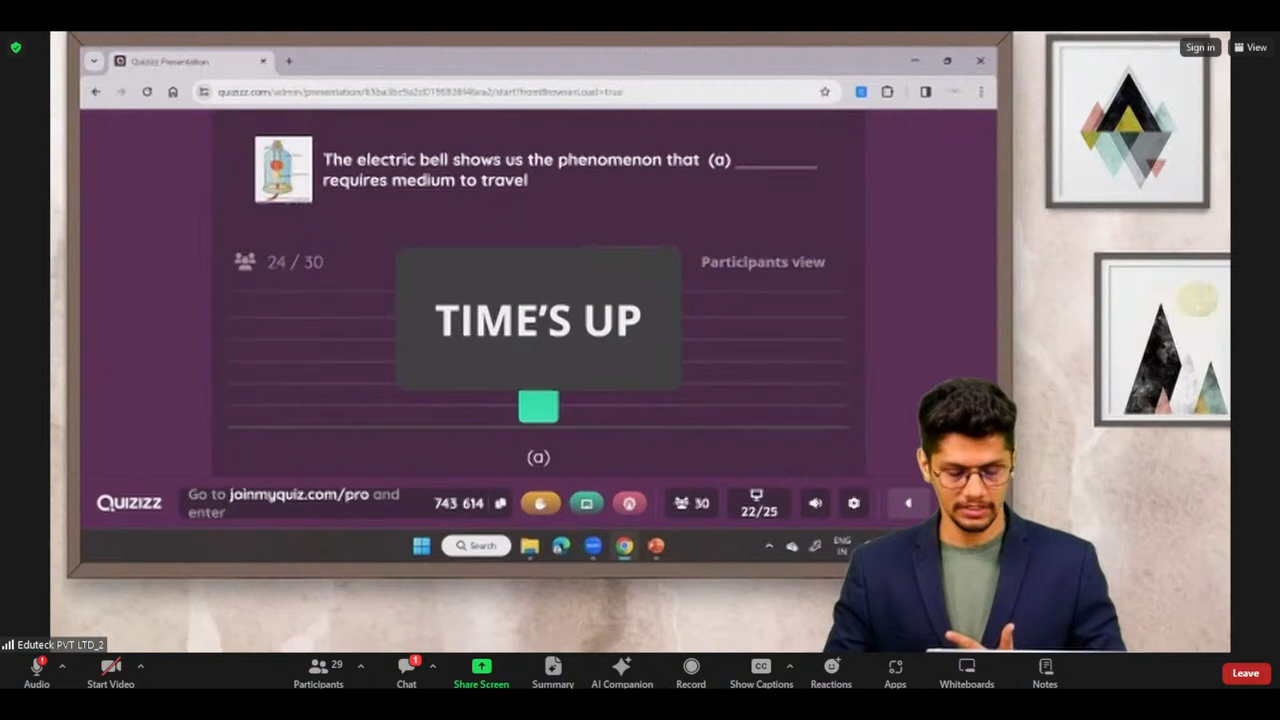 Sign in
View
Quizizz Presentation
The electric bell shows us the phenomenon that (a) ________
requires medium to travel
24 / 30
Participants view
TIME'S UP
(a)
Quizizz
Go to joinmyquiz.com/pro and
enter
743 614
30
22/25
Search
ENG
IN
Eduteck PVT LTD_2
Audio
Start Video
29
Participants
1
Chat
Share Screen
Summary
AI Companion
Record
CC
Show Captions
Reactions
Apps
Whiteboards
Notes
Leave